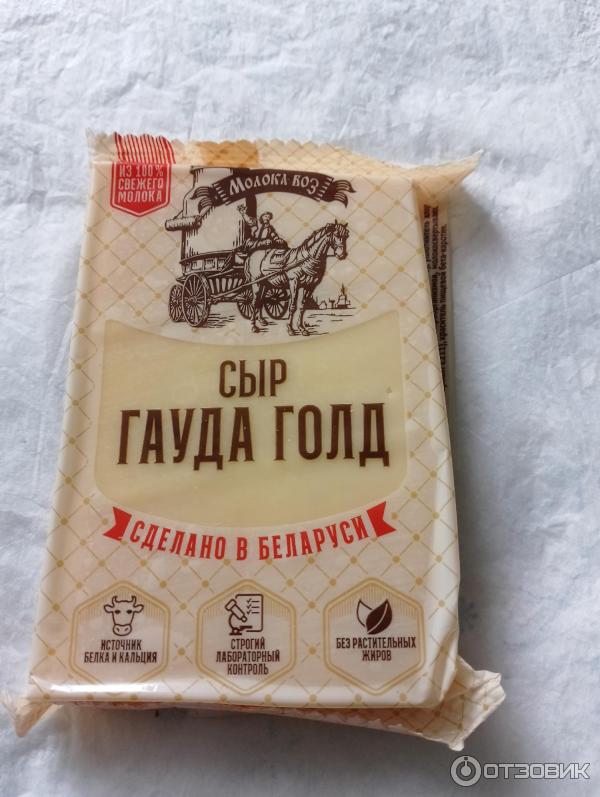 ИЗ 100%
СВЕЖЕГО
МОЛОКА
МОЛОКА ВОЗ
СЫР
ГАУДА ГОЛД
СДЕЛАНО В БЕЛАРУСИ
ИСТОЧНИК
БЕЛКА И КАЛЬЦИЯ
СТРОГИЙ
ЛАБОРАТОРНЫЙ
КОНТРОЛЬ
БЕЗ РАСТИТЕЛЬНЫХ
ЖИРОВ
ОТЗОВИК